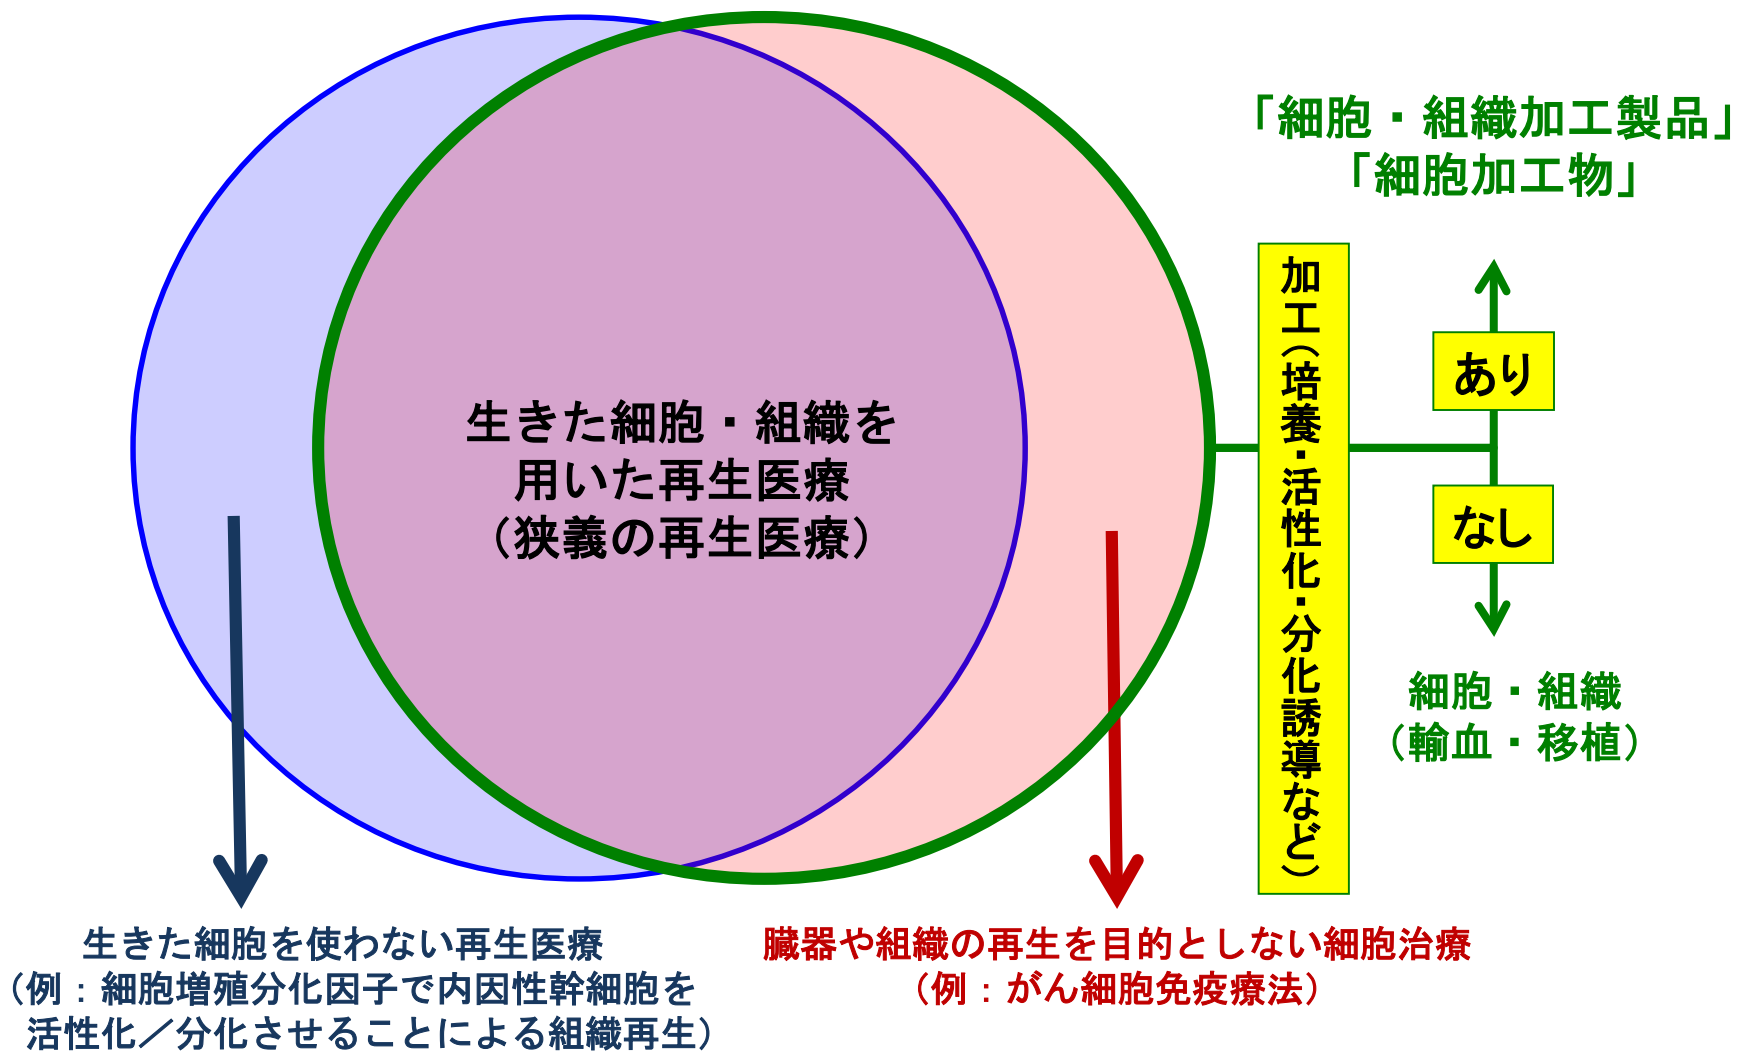 「細胞・組織加工製品」
「細胞加工物」
加工（培養・活性化・分化誘導など）
あり
なし
生きた細胞・組織を
用いた再生医療
（狭義の再生医療）
細胞・組織
（輸血・移植）
生きた細胞を使わない再生医療
（例：細胞増殖分化因子で内因性幹細胞を
活性化／分化させることによる組織再生）
臓器や組織の再生を目的としない細胞治療
（例：がん細胞免疫療法）